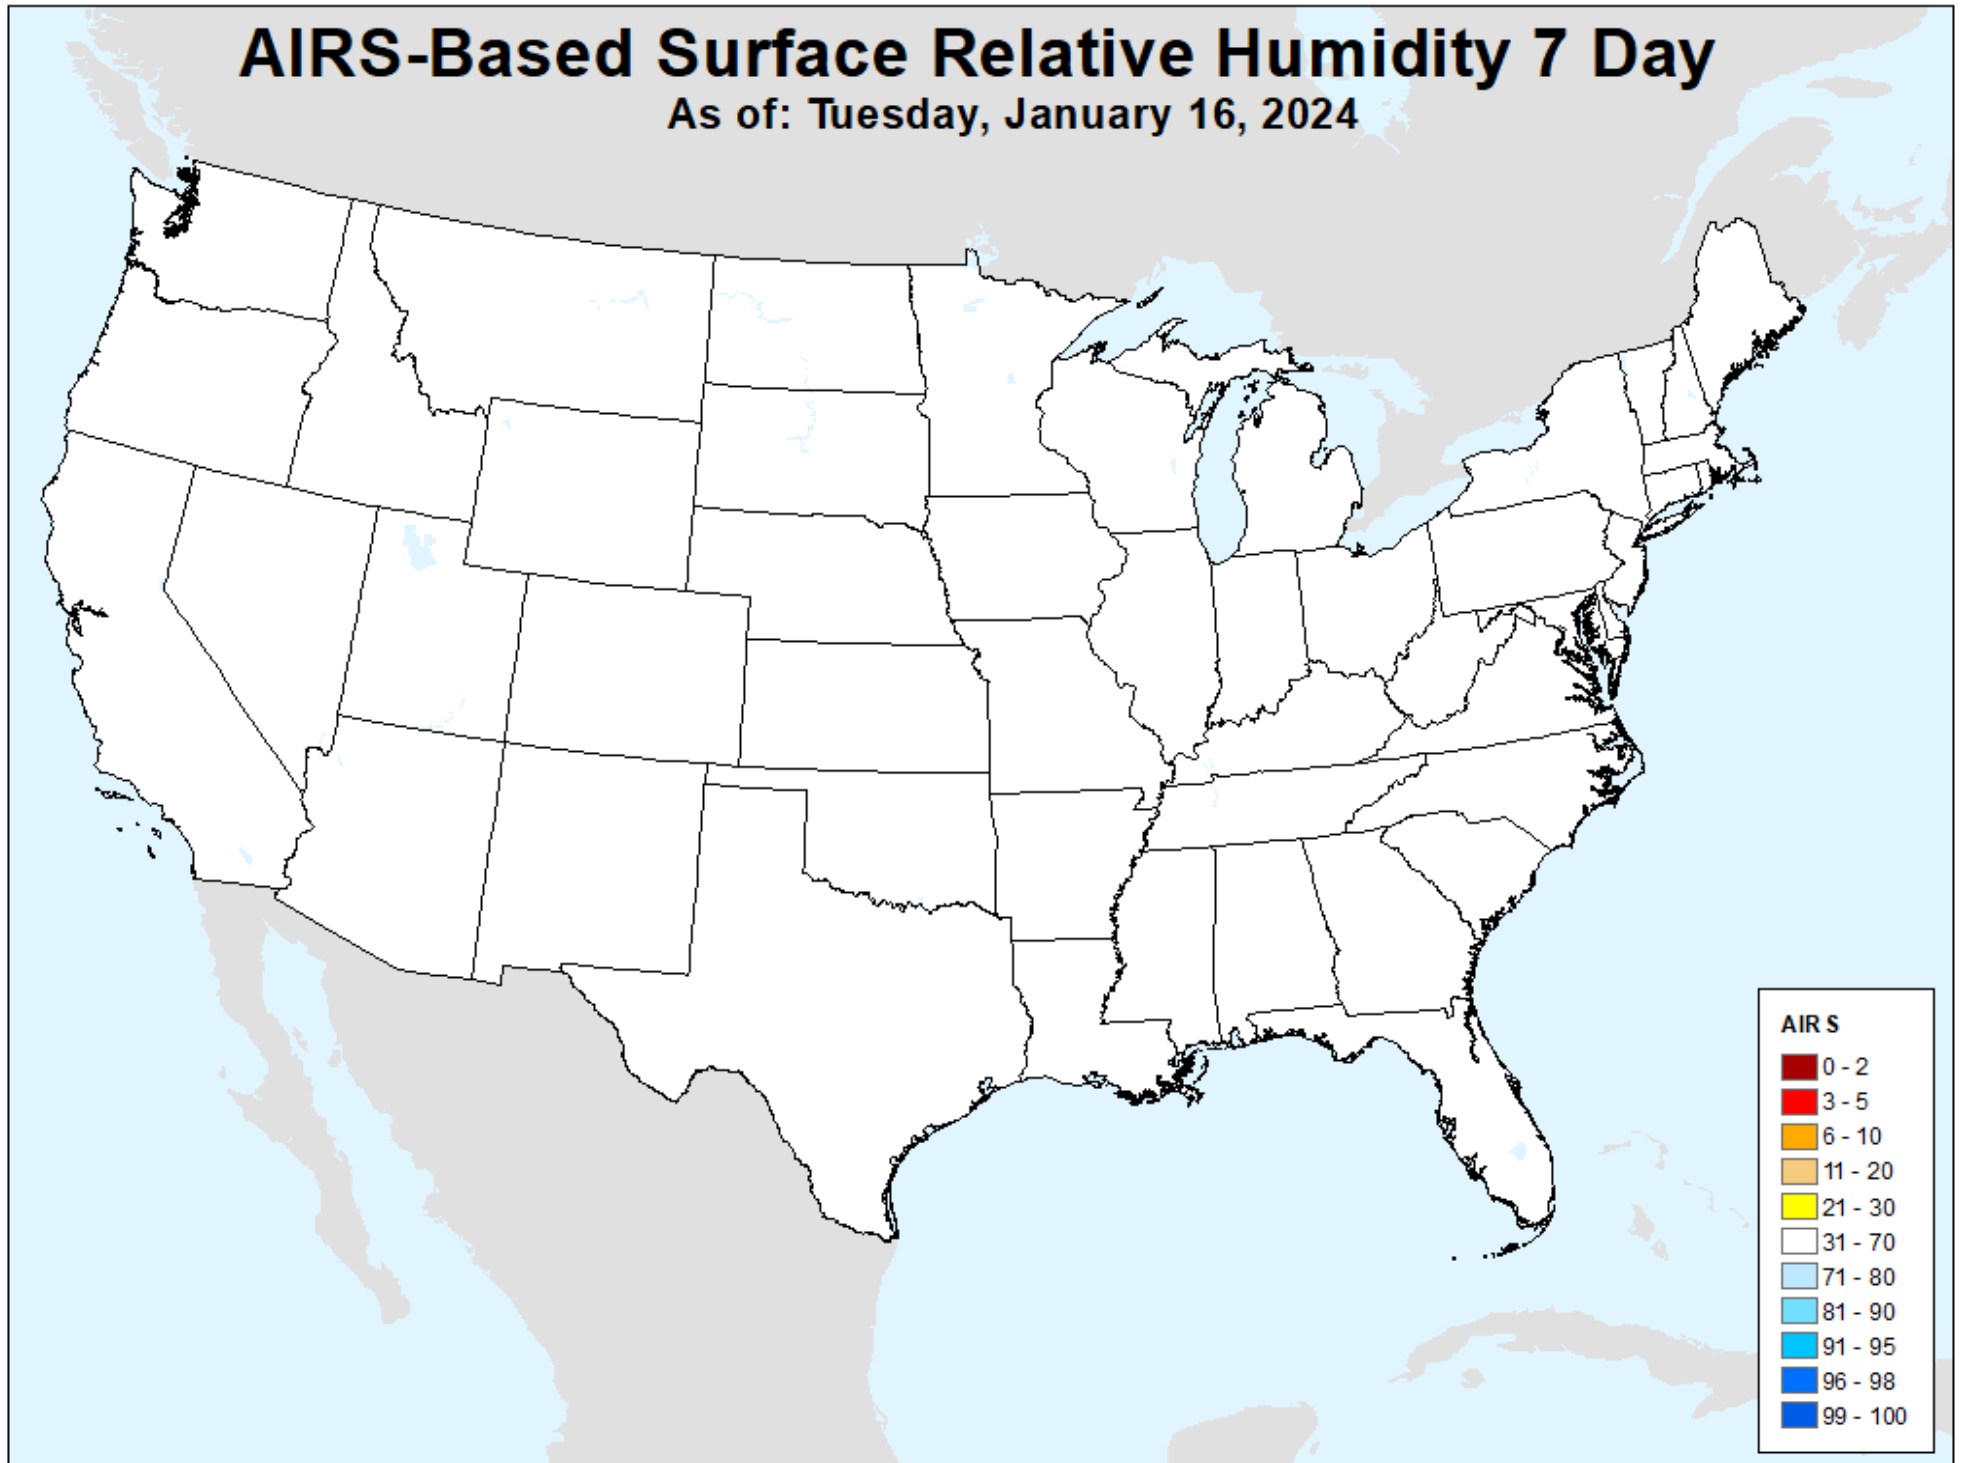 AIRS-Based Surface Relative Humidity 7 Day
As of: Tuesday, January 16, 2024
AIRS
0 - 2
3 - 5
6 - 10
11 - 20
21 - 30
31 - 70
71 - 80
81 - 90
91 - 95
96 - 98
99 - 100